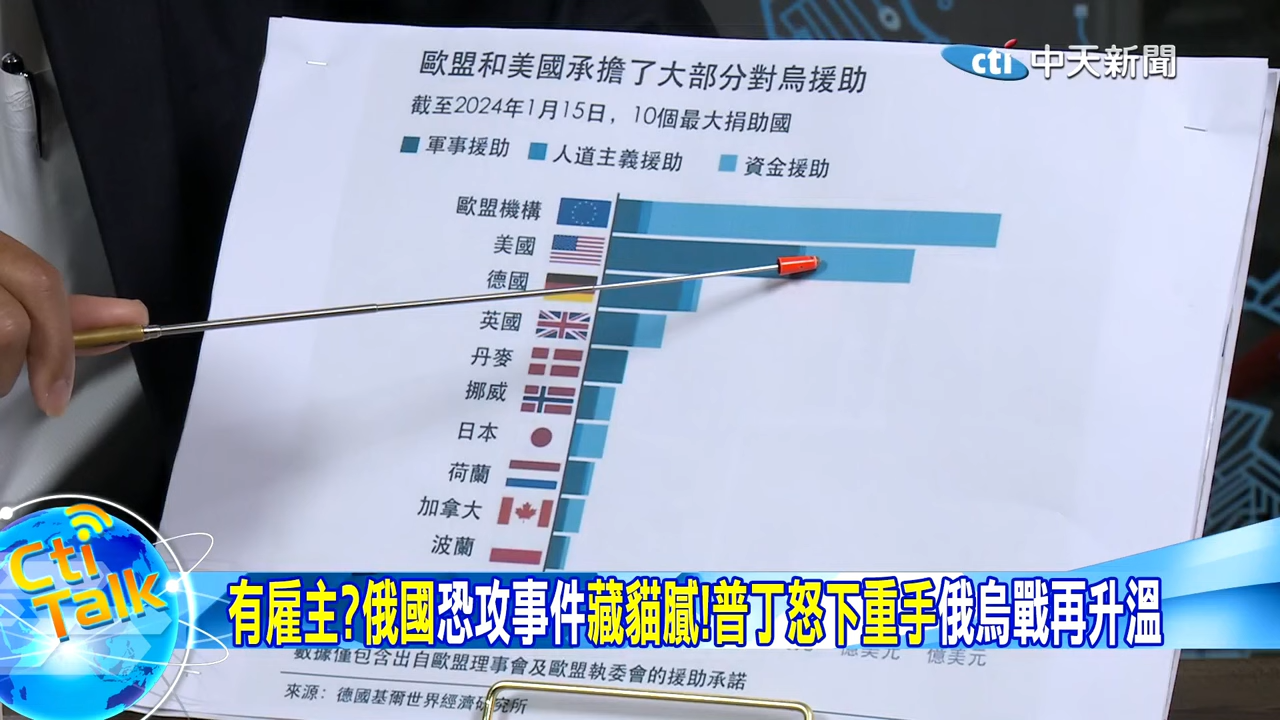 cti 中天新聞
歐盟和美國承擔了大部分對烏援助
截至2024年1月15日，10個最大捐助國
軍事援助 人道主義援助 資金援助
歐盟機構
美國
德國
英國
丹麥
挪威
日本
荷蘭
加拿大
波蘭
Cti Talk
有雇主?俄國恐攻事件藏貓膩!普丁怒下重手俄烏戰再升溫
億美元 億美元
數據僅包含出自歐盟理事會及歐盟執委會的援助承諾
來源：德國基爾世界經濟研究所